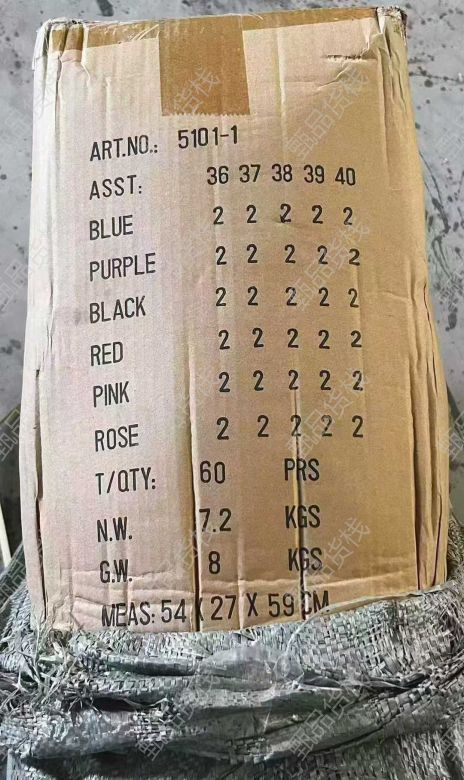 ART.NO.: 5101-1
ASST: 36 37 38 39 40
BLUE 2 2 2 2 2
PURPLE 2 2 2 2 2
BLACK 2 2 2 2 2
RED 2 2 2 2 2
PINK 2 2 2 2 2
ROSE 2 2 2 2 2
T/QTY: 60 PRS
N.W. 7.2 KGS
G.W. 8 KGS
MEAS: 54 X 27 X 59 CM